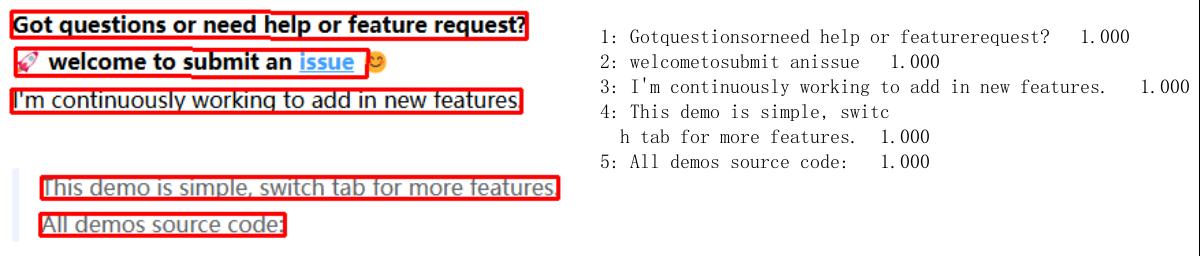 Got questions or need help or feature request?
🚀 welcome to submit an issue 😊
I'm continuously working to add in new features.
This demo is simple, switch tab for more features.
All demos source code:
1: Gotquestionsorneed help or featurerequest? 1.000
2: welcometosubmit anissue 1.000
3: I'm continuously working to add in new features. 1.000
4: This demo is simple, switc
h tab for more features. 1.000
5: All demos source code: 1.000